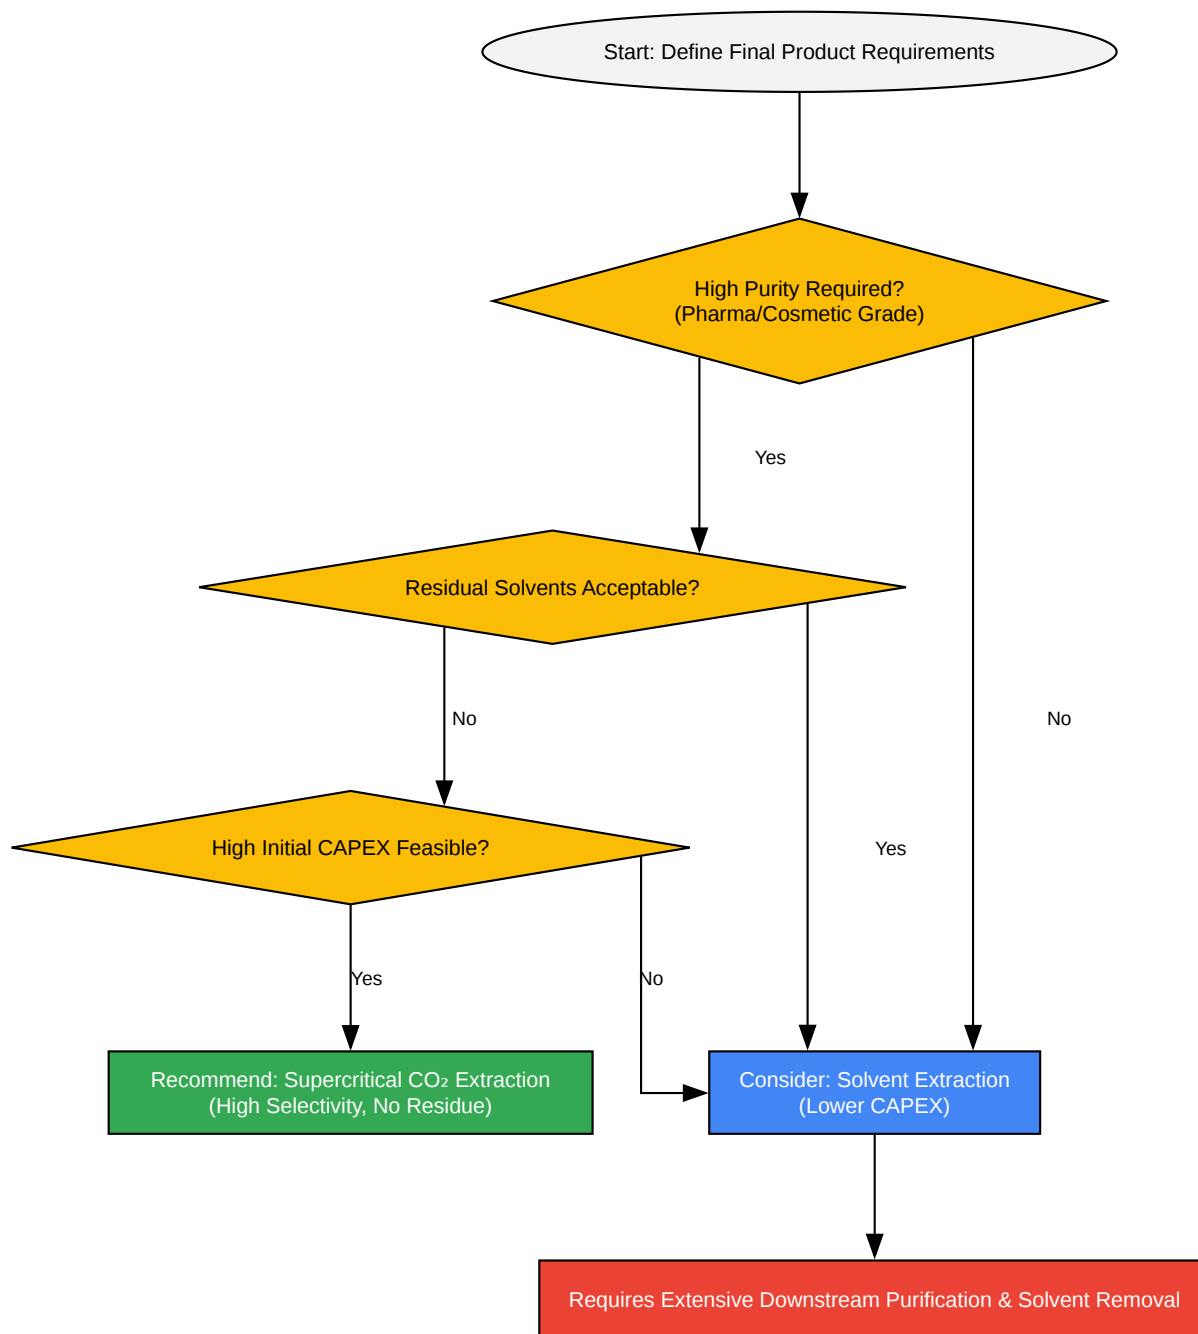 Start: Define Final Product Requirements
High Purity Required?
(Pharma/Cosmetic Grade)
Yes
Residual Solvents Acceptable?
No
No
High Initial CAPEX Feasible?
Yes
Yes
No
Recommend: Supercritical CO₂ Extraction
(High Selectivity, No Residue)
Consider: Solvent Extraction
(Lower CAPEX)
Requires Extensive Downstream Purification & Solvent Removal